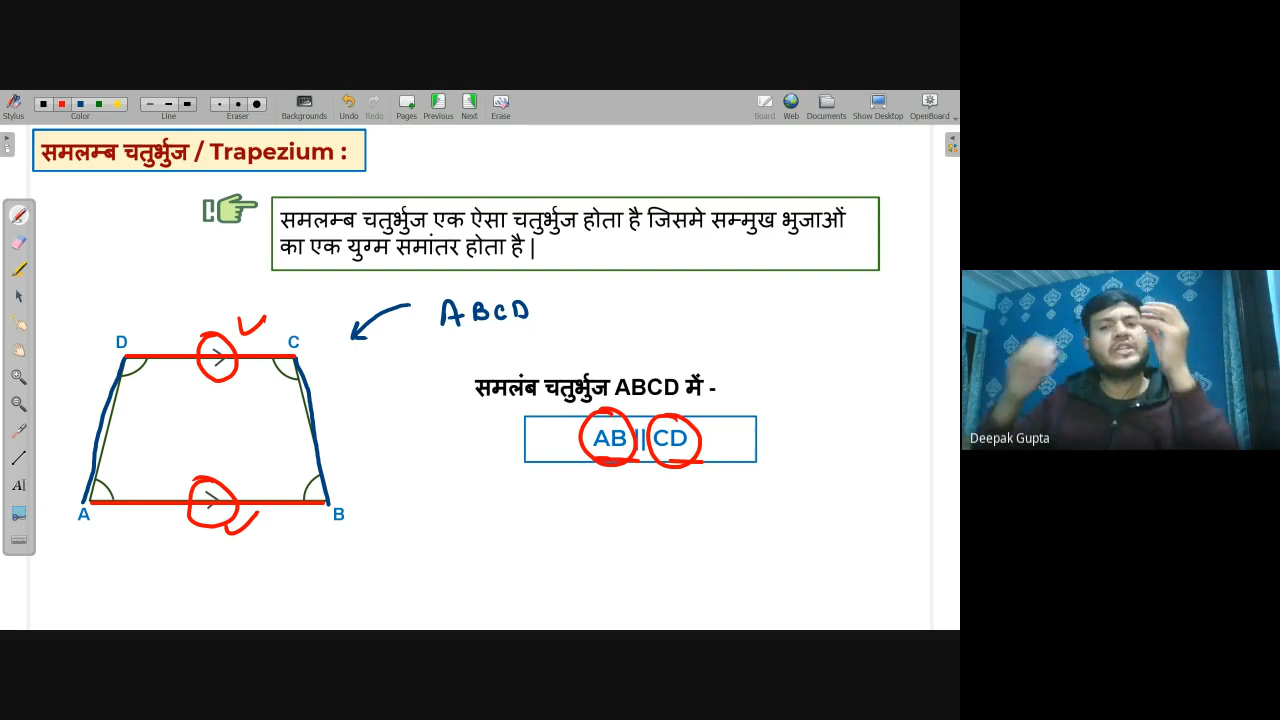 Stylus
Color
Line
Eraser
Backgrounds
Undo
Redo
Pages
Previous
Next
Erase
Board
Web
Documents
Show Desktop
OpenBoard
समलम्ब चतुर्भुज / Trapezium :
समलम्ब चतुर्भुज एक ऐसा चतुर्भुज होता है जिसमे सम्मुख भुजाओं
का एक युग्म समांतर होता है |
ABCD
D
C
A
B
समलंब चतुर्भुज ABCD में -
AB || CD
Deepak Gupta